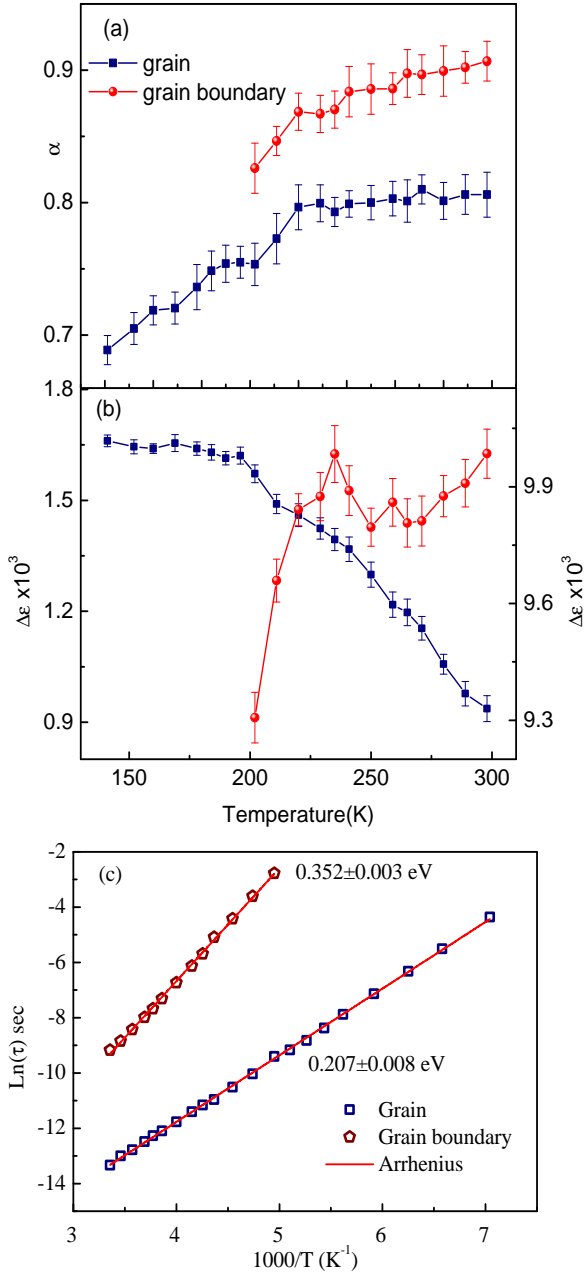 (a)
grain
grain boundary
0.9
0.8
0.7
α
(b)
1.8
1.5
1.2
0.9
Δε x10³
9.9
9.6
9.3
Δε x10³
150 200 250 300
Temperature(K)
(c)
-2
-4
-6
-8
-10
-12
-14
Ln(τ) sec
0.352±0.003 eV
0.207±0.008 eV
Grain
Grain boundary
Arrhenius
3 4 5 6 7
1000/T (K⁻¹)